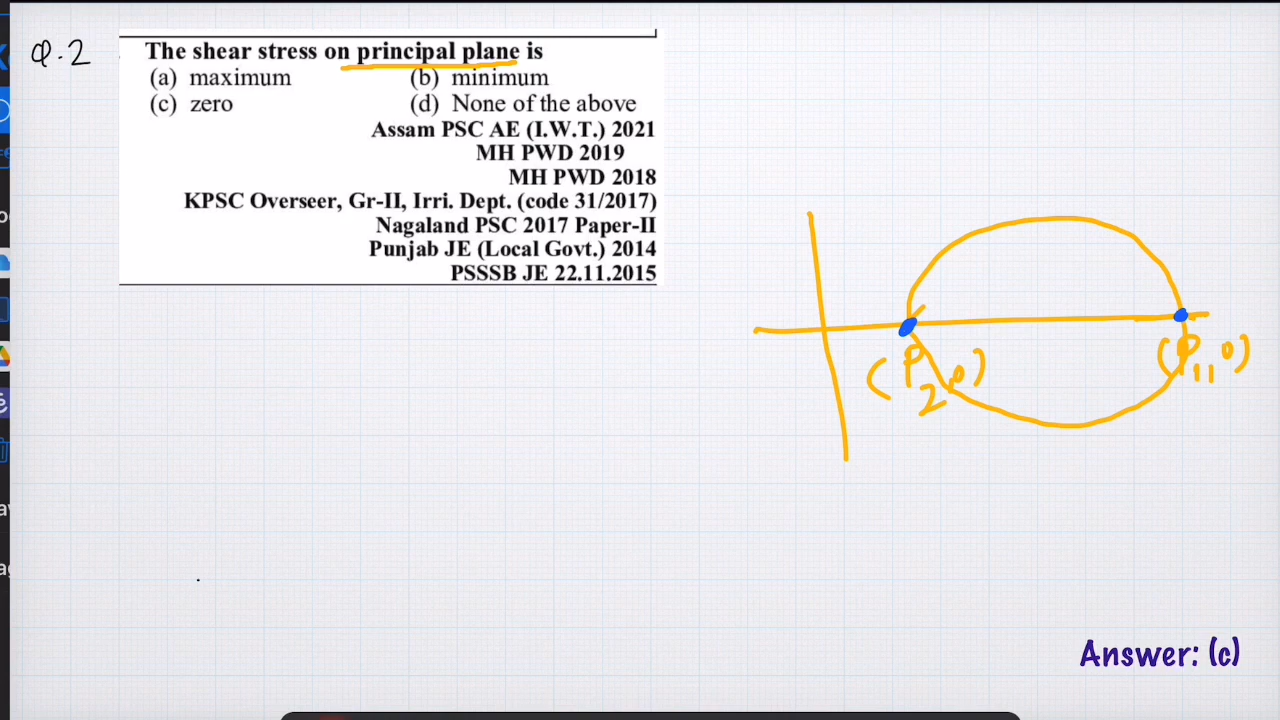 Q.2
The shear stress on principal plane is
(a) maximum (b) minimum
(c) zero (d) None of the above
Assam PSC AE (I.W.T.) 2021
MH PWD 2019
MH PWD 2018
KPSC Overseer, Gr-II, Irri. Dept. (code 31/2017)
Nagaland PSC 2017 Paper-II
Punjab JE (Local Govt.) 2014
PSSSB JE 22.11.2015
(P2,0) (P1,0)
Answer: (c)